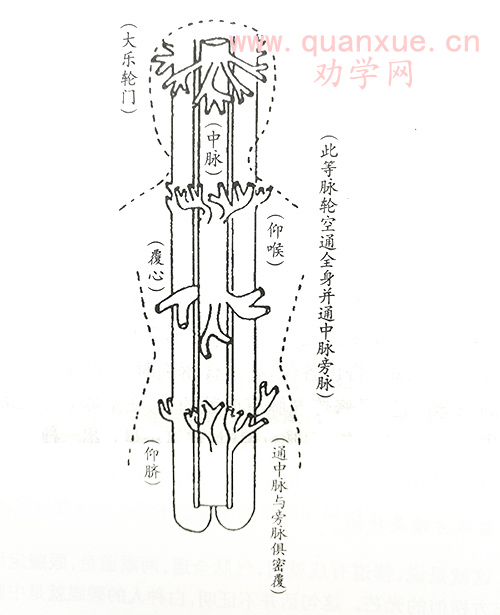 www.quanxue.cn
劝学网
(大乐轮门)
(中脉)
(此等脉轮空通全身并通中脉旁脉)
(仰喉)
(覆心)
(仰脐)
(通中脉与旁脉俱密覆)